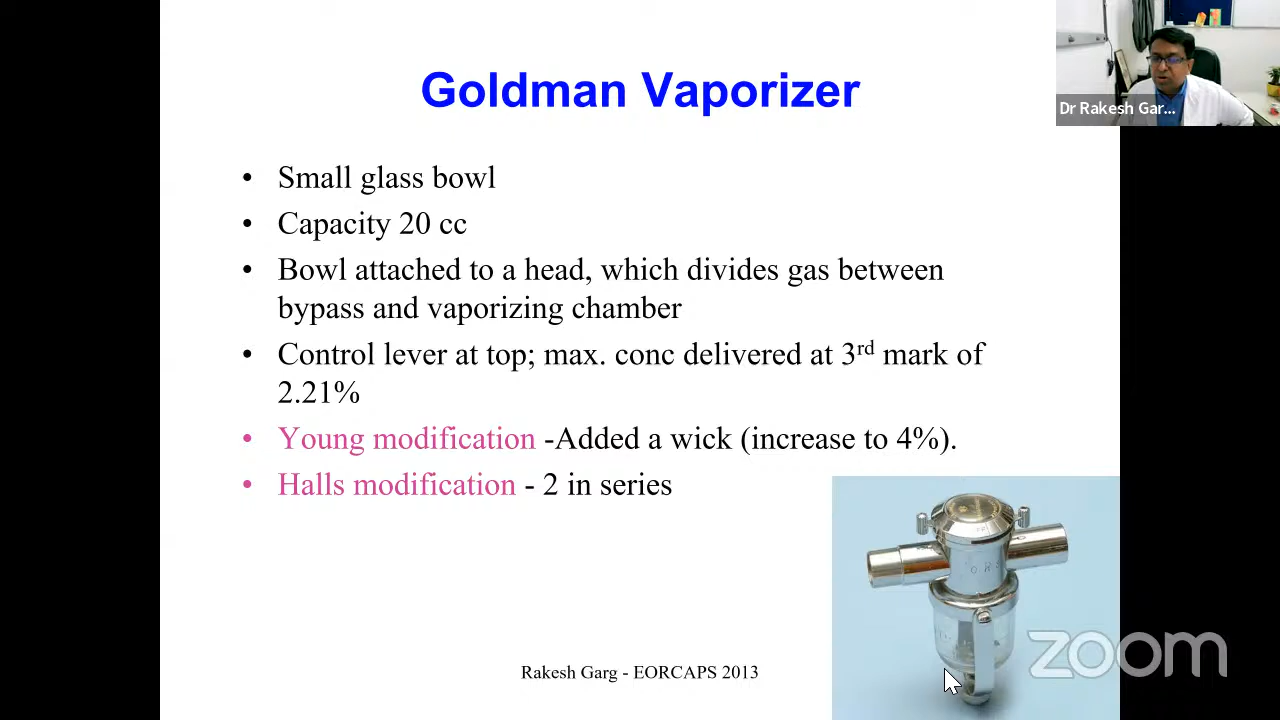 Goldman Vaporizer
Dr Rakesh Gar...
• Small glass bowl
• Capacity 20 cc
• Bowl attached to a head, which divides gas between
bypass and vaporizing chamber
• Control lever at top; max. conc delivered at 3rd mark of
2.21%
• Young modification -Added a wick (increase to 4%).
• Halls modification - 2 in series
zoom
Rakesh Garg - EORCAPS 2013